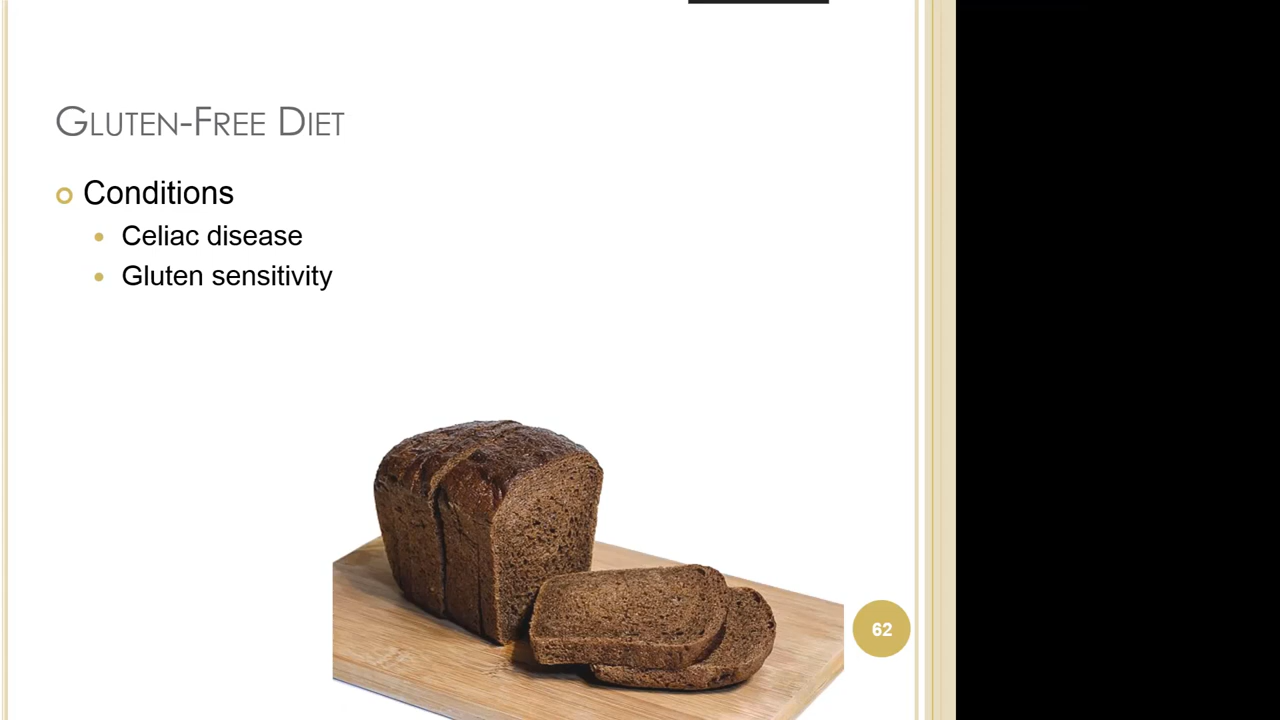 Gluten-Free Diet
Conditions
Celiac disease
Gluten sensitivity
62